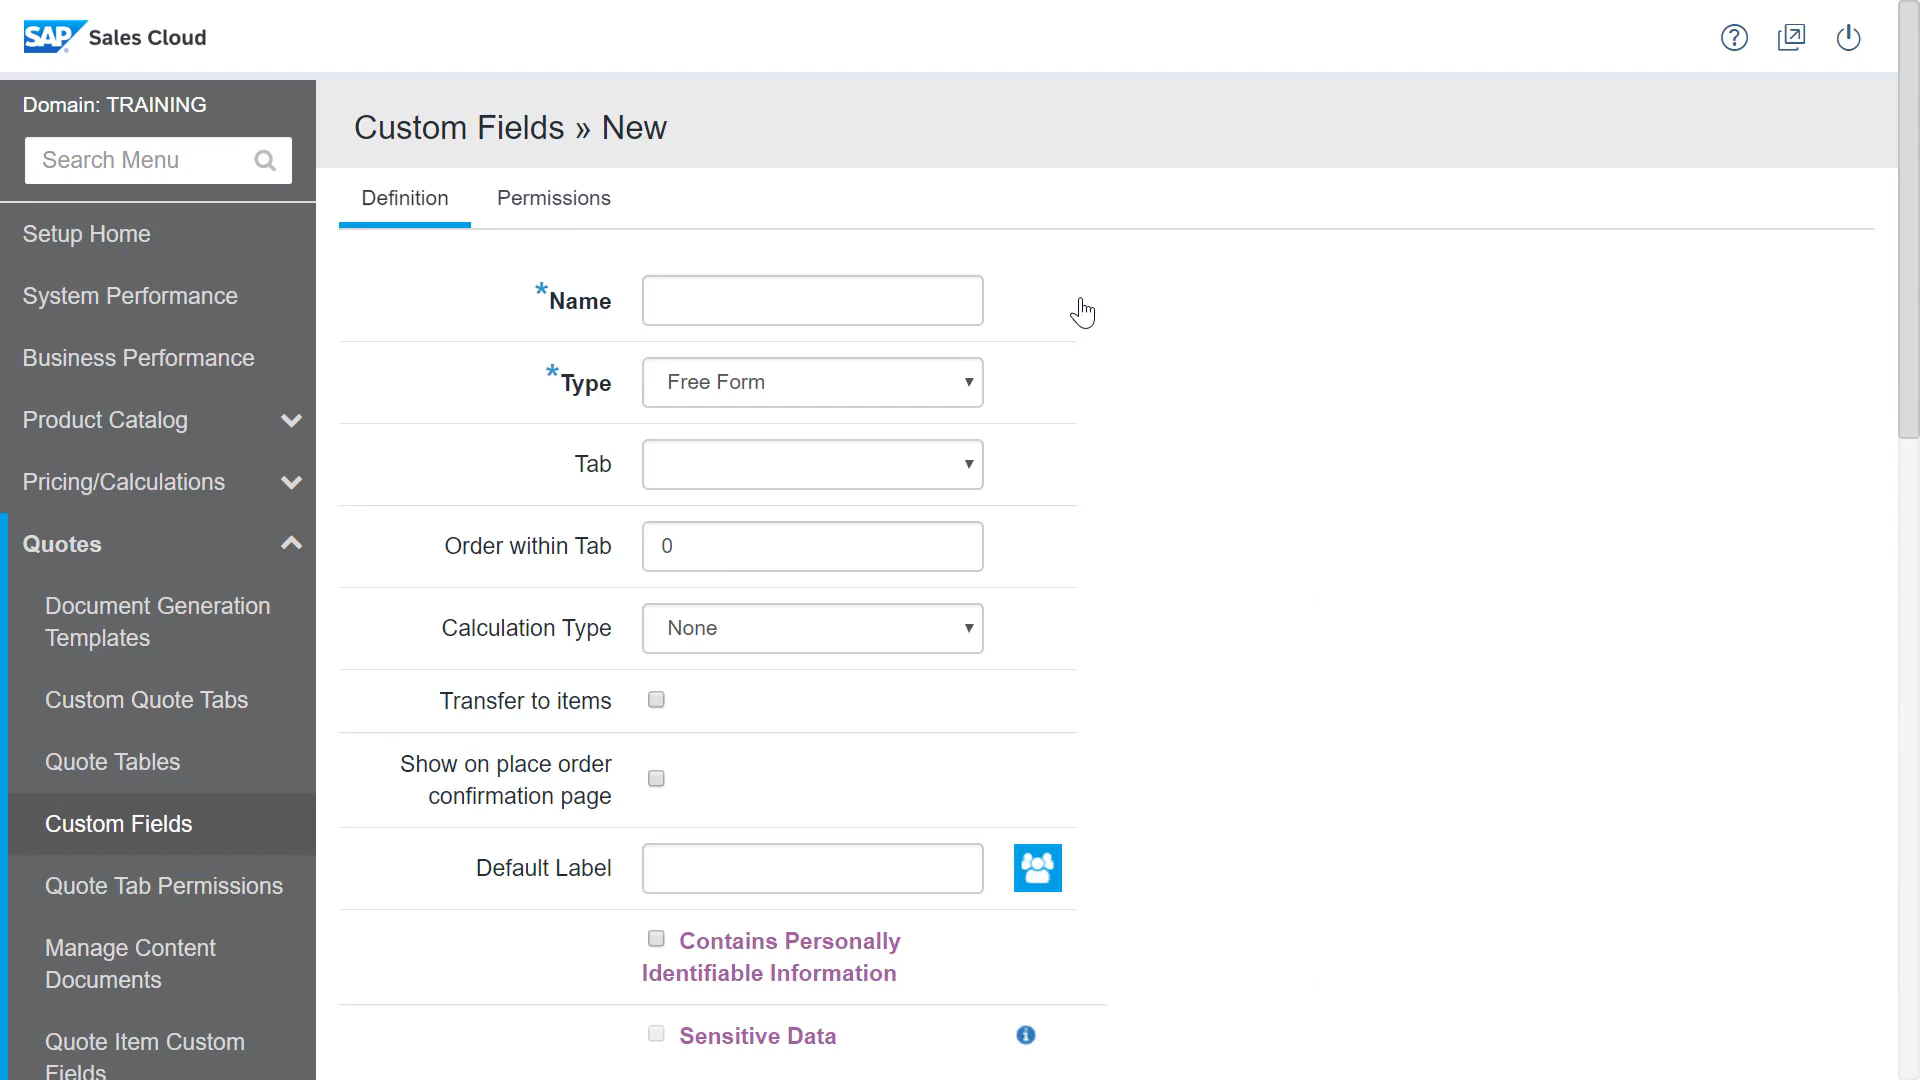 SAP Sales Cloud
Domain: TRAINING
Search Menu
Setup Home
System Performance
Business Performance
Product Catalog
Pricing/Calculations
Quotes
Document Generation
Templates
Custom Quote Tabs
Quote Tables
Custom Fields
Quote Tab Permissions
Manage Content
Documents
Quote Item Custom
Fields
Custom Fields » New
Definition Permissions
*Name
*Type Free Form
Tab
Order within Tab 0
Calculation Type None
Transfer to items
Show on place order
confirmation page
Default Label
Contains Personally
Identifiable Information
Sensitive Data